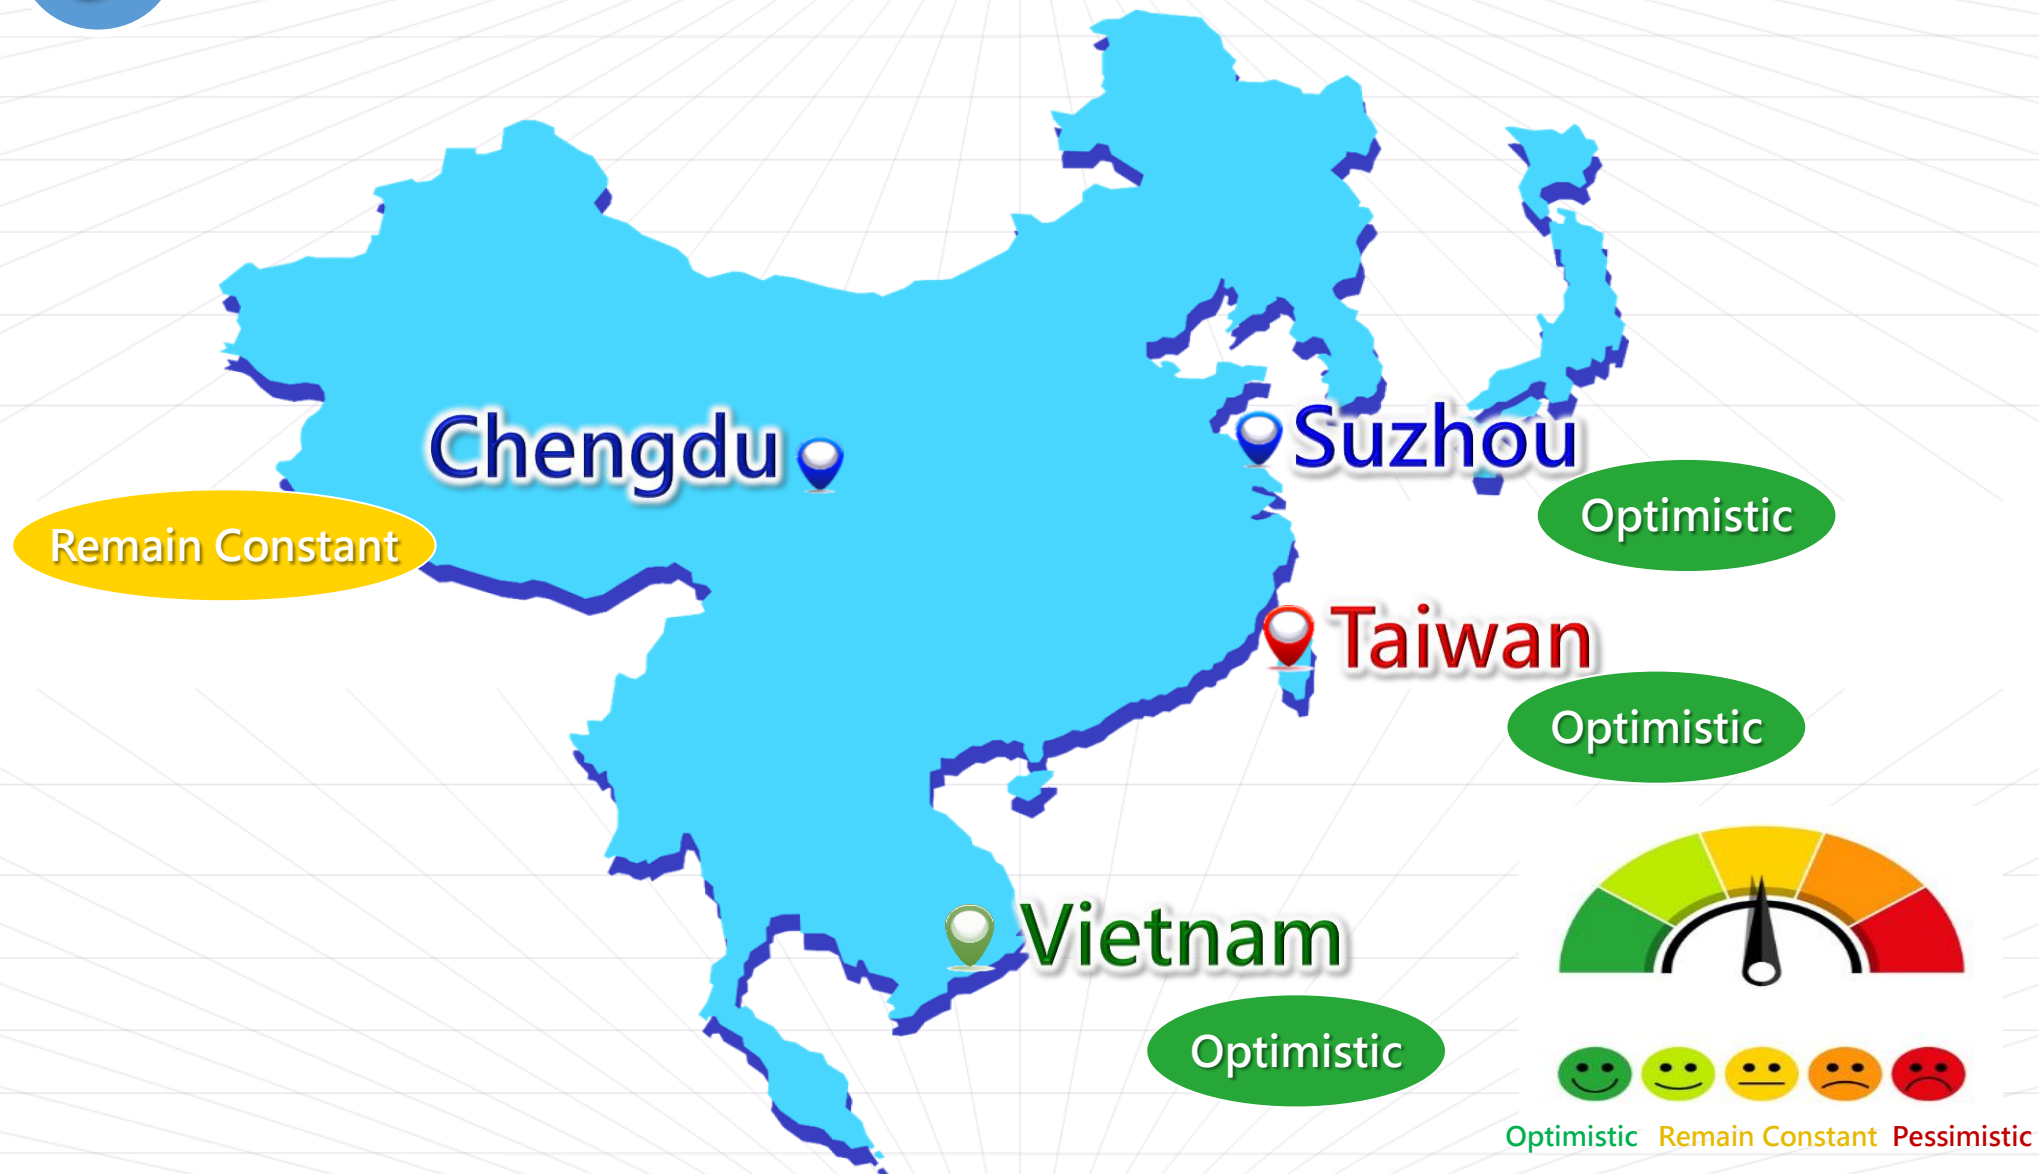 Chengdu
Suzhou
Remain Constant
Optimistic
Taiwan
Optimistic
Vietnam
Optimistic
Optimistic Remain Constant Pessimistic